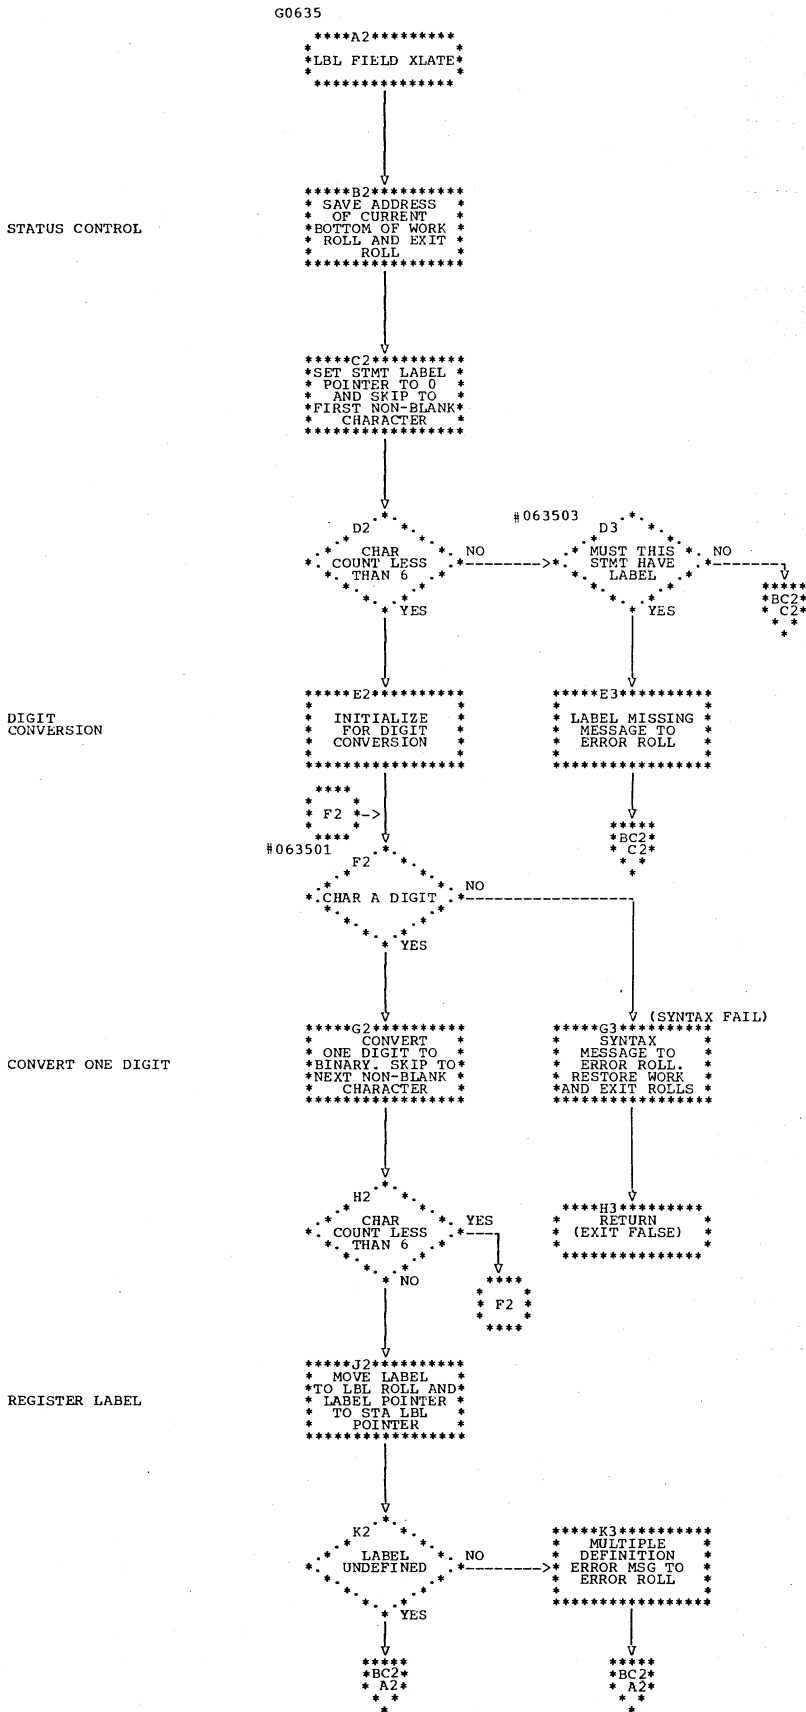 G0635
A2
LBL FIELD XLATE
B2
SAVE ADDRESS
OF CURRENT
STATUS CONTROL
BOTTOM OF WORK
ROLL AND EXIT
ROLL
C2
SET STMT LABEL
POINTER TO 0
AND SKIP TO
FIRST NON-BLANK
CHARACTER
D2
CHAR
COUNT LESS
THAN 6
NO
YES
#063503
D3
MUST THIS
STMT HAVE
LABEL
NO
YES
BC2
C2
DIGIT
CONVERSION
E2
INITIALIZE
FOR DIGIT
CONVERSION
E3
LABEL MISSING
MESSAGE TO
ERROR ROLL
F2
BC2
C2
#063501
F2
CHAR A DIGIT
NO
YES
(SYNTAX FAIL)
CONVERT ONE DIGIT
G2
CONVERT
ONE DIGIT TO
BINARY. SKIP TO
NEXT NON-BLANK
CHARACTER
G3
SYNTAX
MESSAGE TO
ERROR ROLL.
RESTORE WORK
AND EXIT ROLLS
H2
CHAR
COUNT LESS
THAN 6
YES
NO
H3
RETURN
(EXIT FALSE)
F2
REGISTER LABEL
J2
MOVE LABEL
TO LBL ROLL AND
LABEL POINTER
TO STA LBL
POINTER
K2
LABEL
UNDEFINED
NO
YES
K3
MULTIPLE
DEFINITION
ERROR MSG TO
ERROR ROLL
BC2
A2
BC2
A2